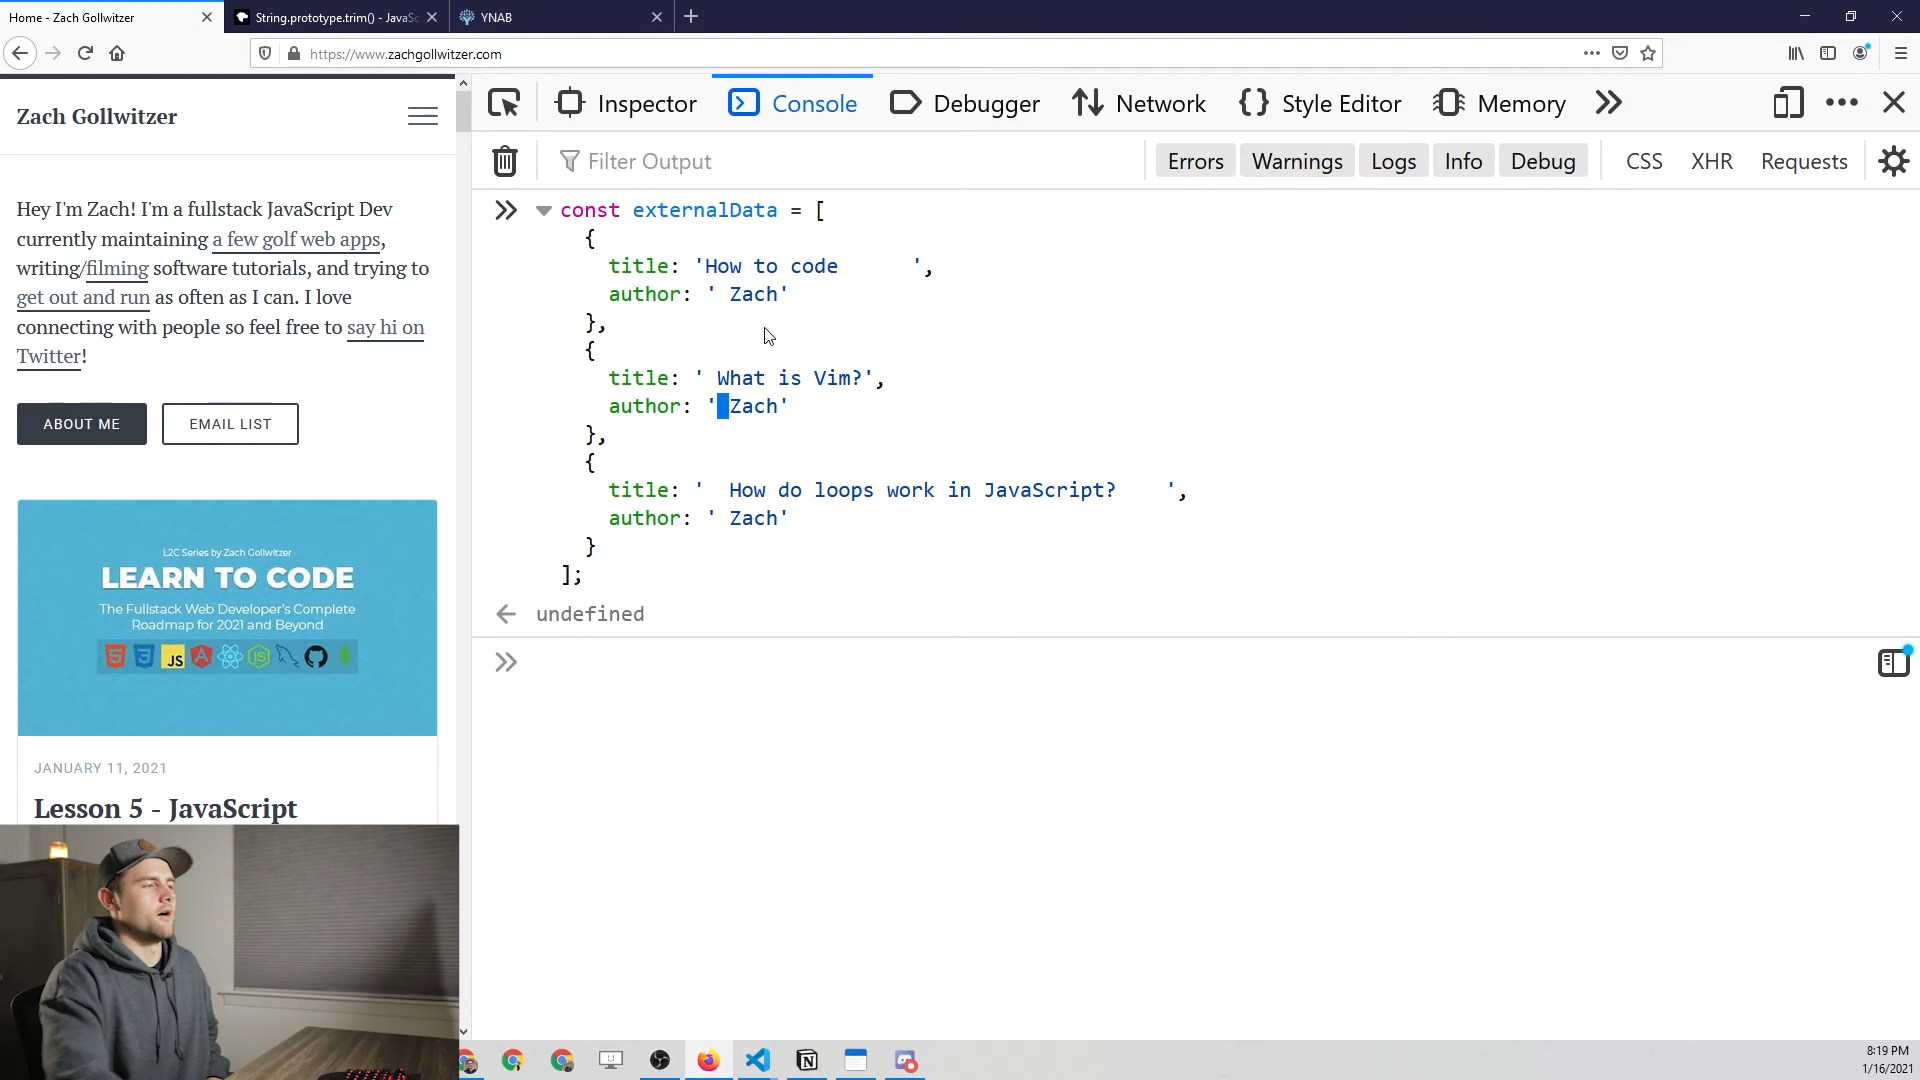 Home - Zach Gollwitzer
String.prototype.trim() - JavaSc
YNAB
https://www.zachgollwitzer.com
Zach Gollwitzer
Hey I'm Zach! I'm a fullstack JavaScript Dev
currently maintaining a few golf web apps,
writing/filming software tutorials, and trying to
get out and run as often as I can. I love
connecting with people so feel free to say hi on
Twitter!
ABOUT ME
EMAIL LIST
L2C Series by Zach Gollwitzer
LEARN TO CODE
The Fullstack Web Developer's Complete
Roadmap for 2021 and Beyond
JS
JANUARY 11, 2021
Lesson 5 - JavaScript
Inspector
Console
Debugger
Network
Style Editor
Memory
Filter Output
Errors
Warnings
Logs
Info
Debug
CSS
XHR
Requests
const externalData = [
{
title: 'How to code      ',
author: ' Zach'
},
{
title: ' What is Vim?',
author: ' Zach'
},
{
title: '  How do loops work in JavaScript?    ',
author: ' Zach'
}
];
undefined
8:19 PM
1/16/2021